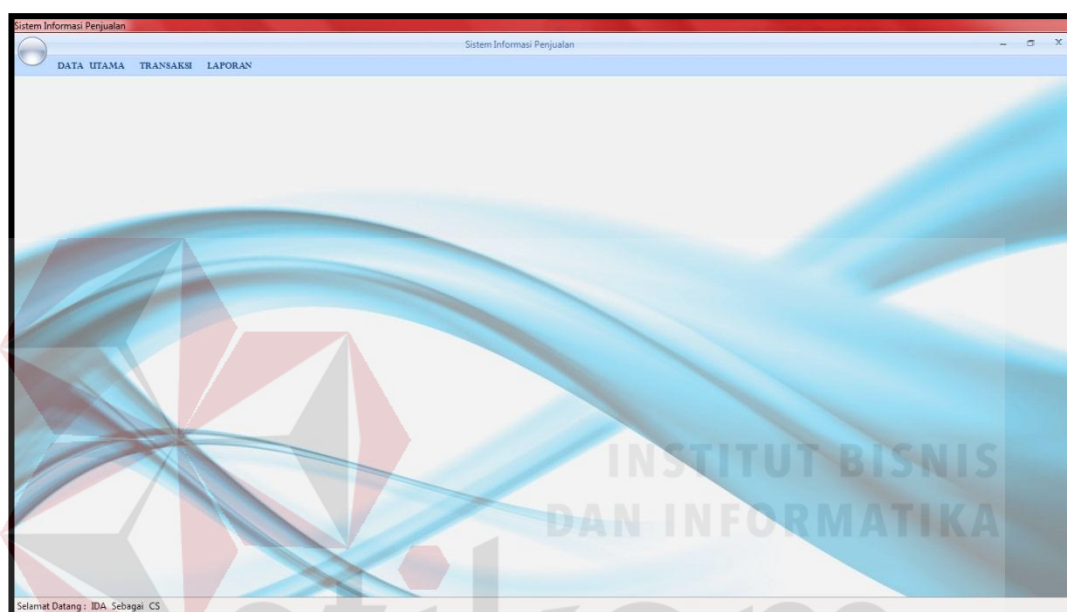 Sistem Informasi Penjualan
Sistem Informasi Penjualan
DATA UTAMA TRANSAKSI LAPORAN
INSTITUT BISNIS
DAN INFORMATIKA
Selamat Datang : IDA Sebagai CS